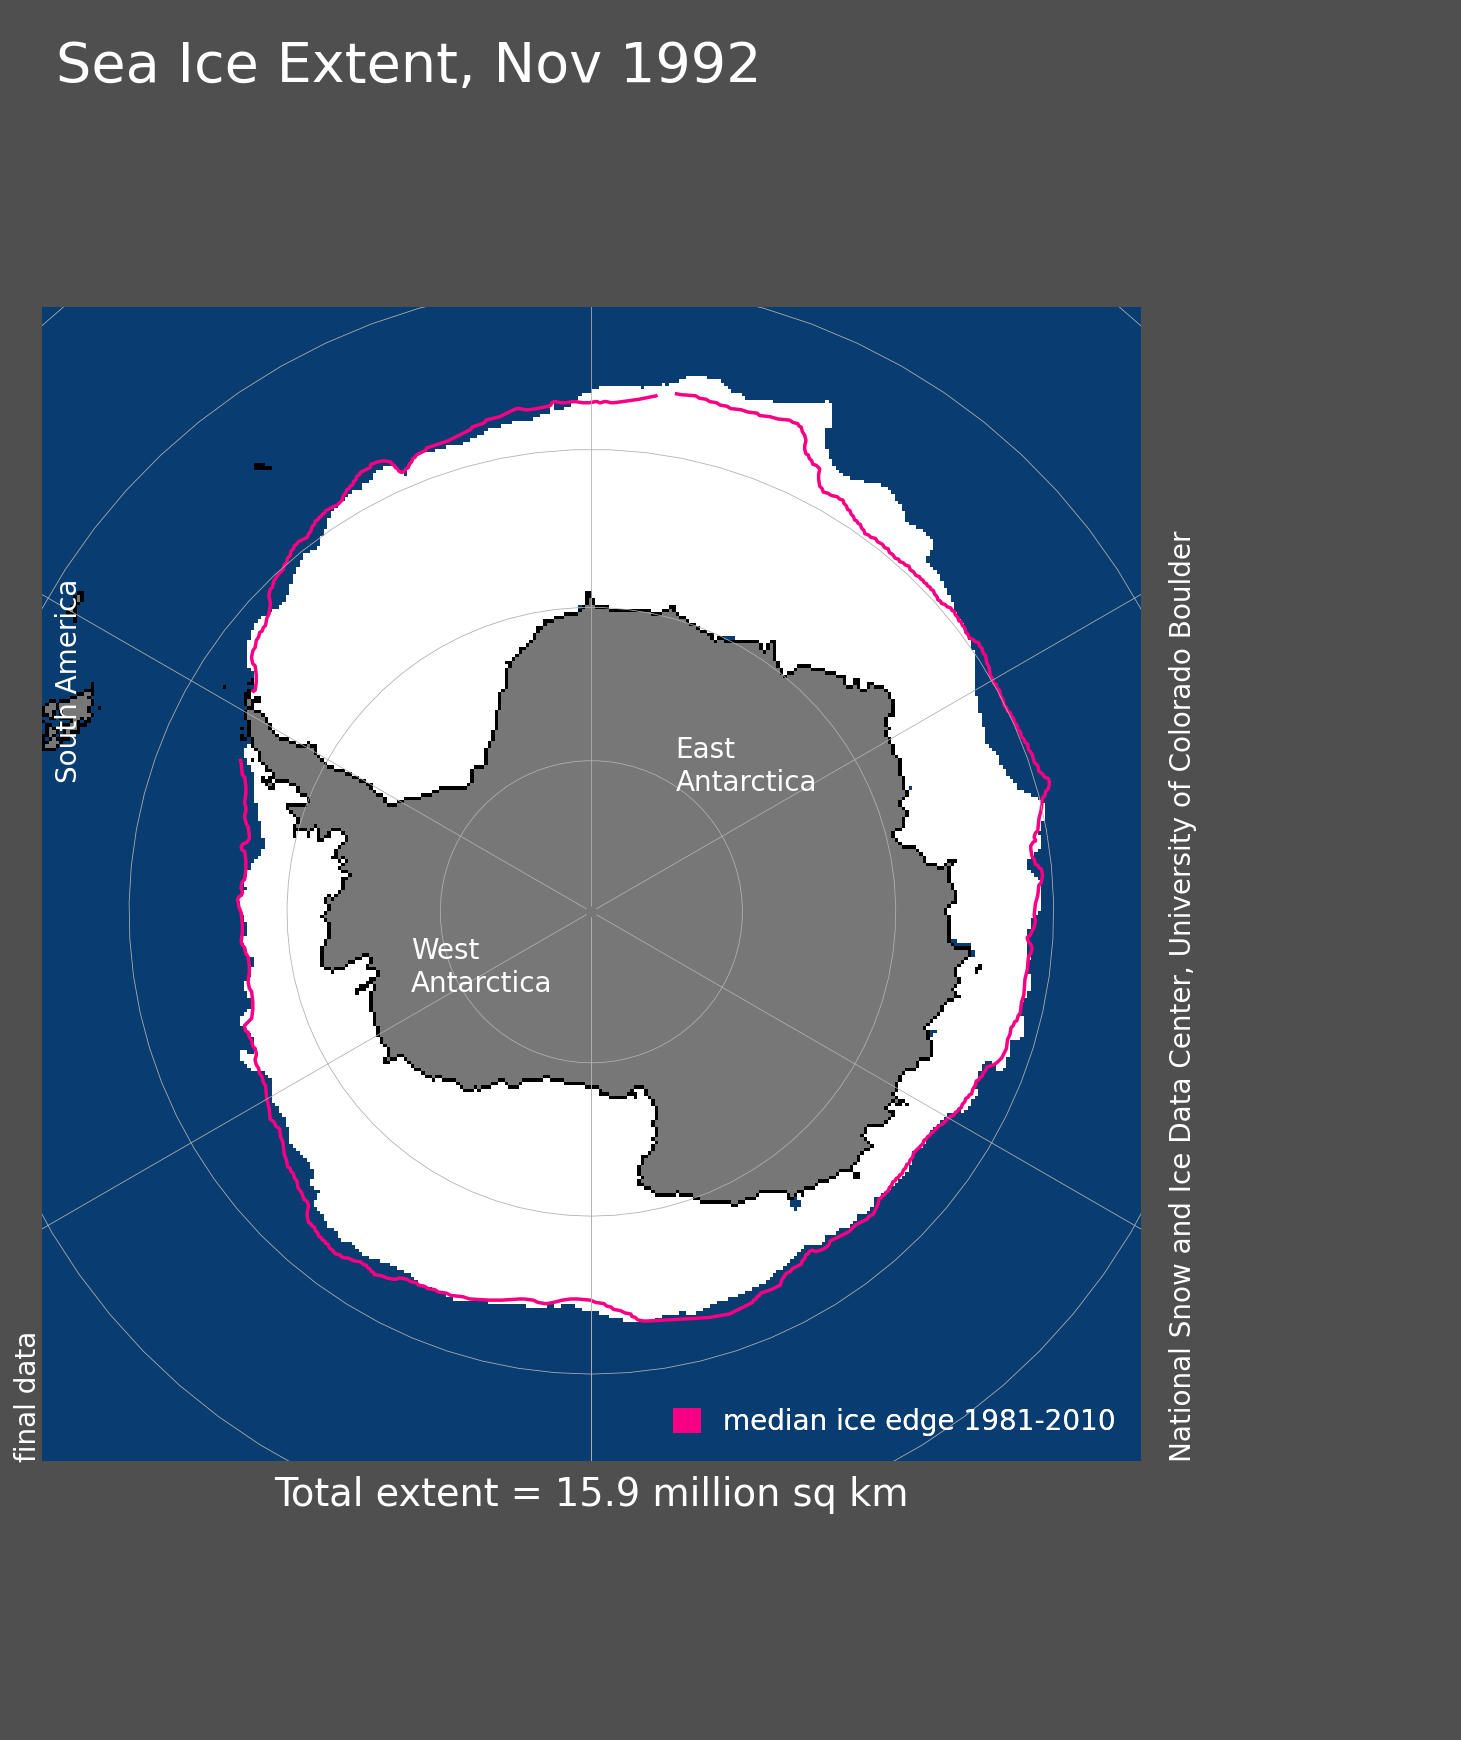 Sea Ice Extent, Nov 1992
South America
East
Antarctica
West
Antarctica
median ice edge 1981-2010
final data
National Snow and Ice Data Center, University of Colorado Boulder
Total extent = 15.9 million sq km